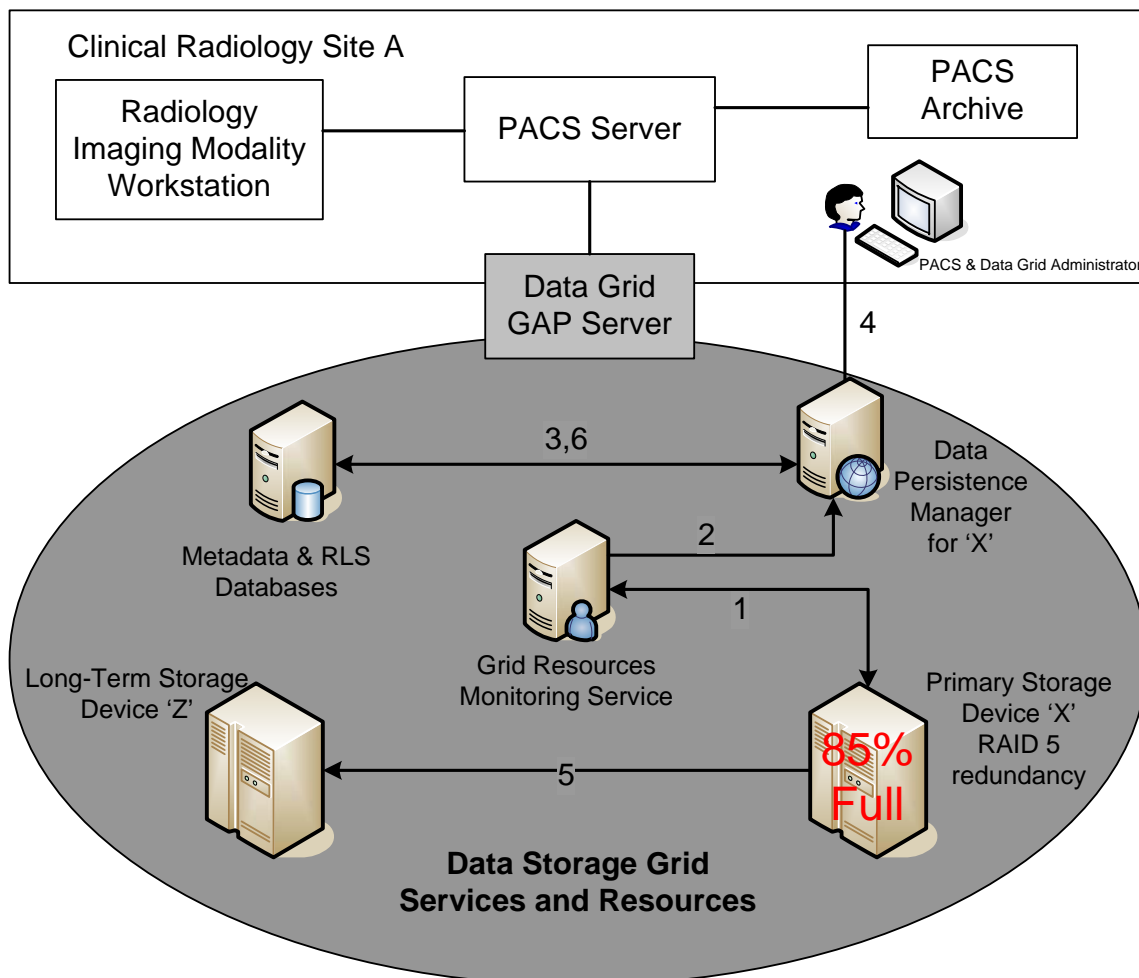 Clinical Radiology Site A
Radiology
Imaging Modality
Workstation
PACS Server
PACS
Archive
PACS & Data Grid Administrator
Data Grid
GAP Server
4
3,6
Data
Persistence
Manager
for ‘X’
Metadata & RLS
Databases
2
1
Grid Resources
Monitoring Service
Long-Term Storage
Device ‘Z’
Primary Storage
Device ‘X’
RAID 5
redundancy
85%
Full
5
Data Storage Grid
Services and Resources